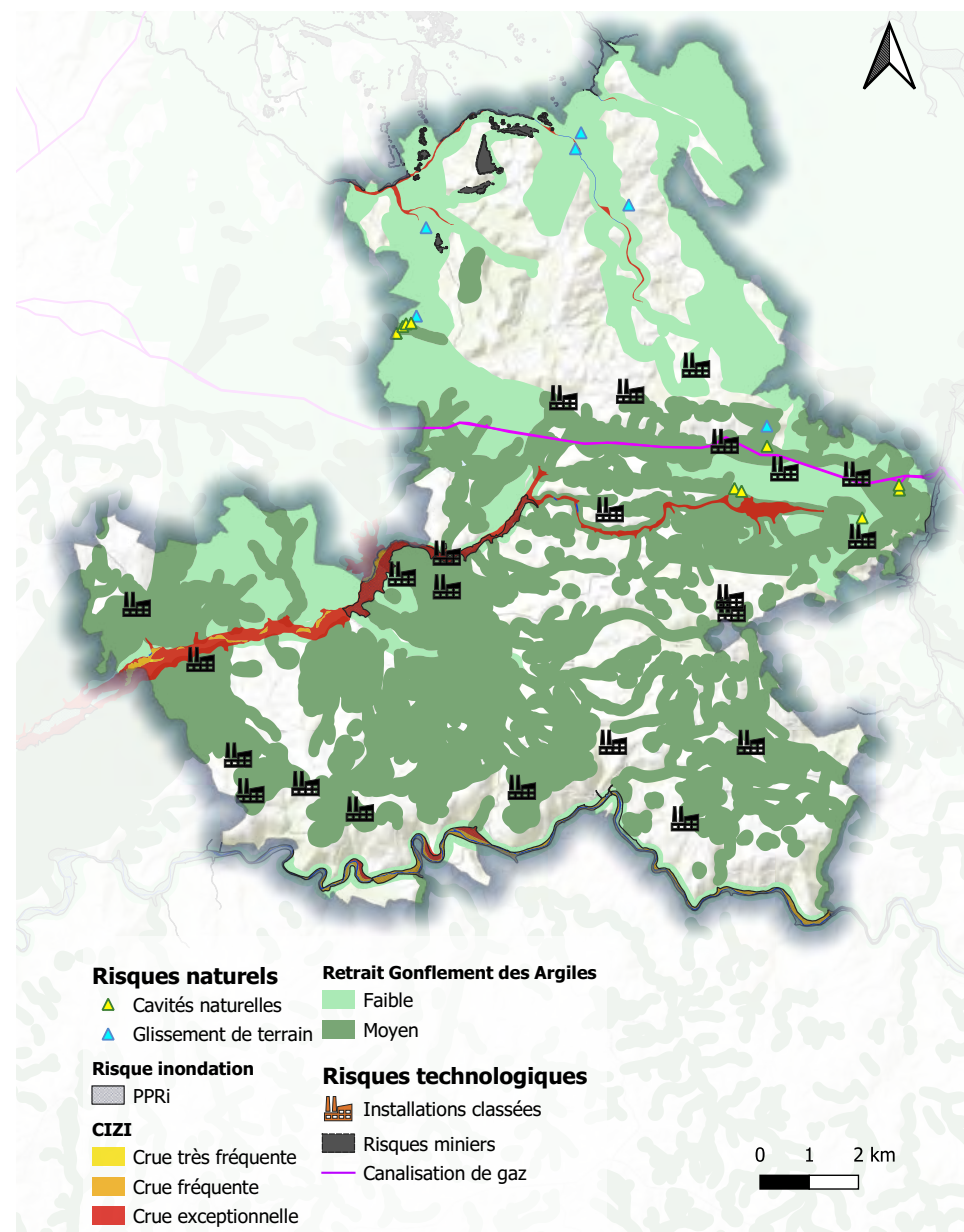 Risques naturels
Cavités naturelles
Glissement de terrain
Risque inondation
PPRi
CIZI
Crue très fréquente
Crue fréquente
Crue exceptionnelle
Retrait Gonflement des Argiles
Faible
Moyen
Risques technologiques
Installations classées
Risques miniers
Canalisation de gaz
0 1 2 km